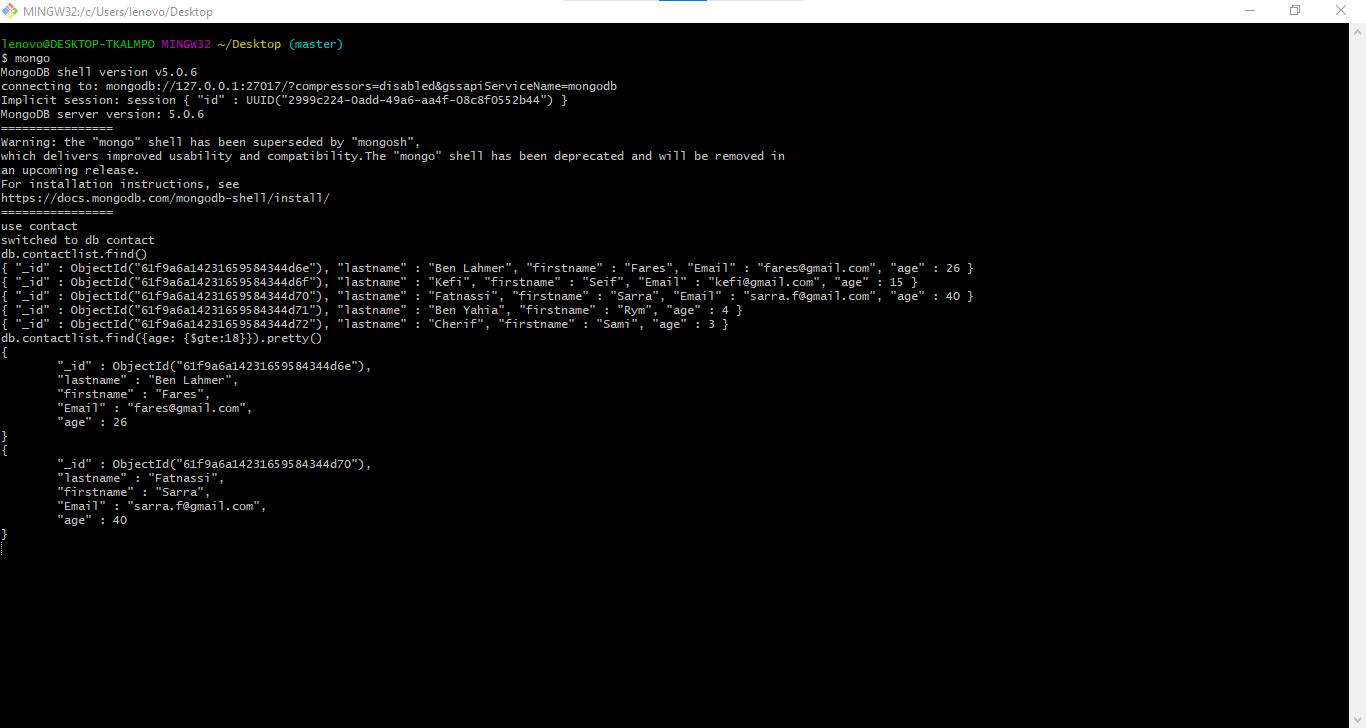 MINGW32:/c/Users/lenovo/Desktop
lenovo@DESKTOP-TKALMPO MINGW32 ~/Desktop (master)
$ mongo
MongoDB shell version v5.0.6
connecting to: mongodb://127.0.0.1:27017/?compressors=disabled&gssapiServiceName=mongodb
Implicit session: session { "id" : UUID("2999c224-0add-49a6-aa4f-08c8f0552b44") }
MongoDB server version: 5.0.6
================
Warning: the "mongo" shell has been superseded by "mongosh",
which delivers improved usability and compatibility.The "mongo" shell has been deprecated and will be removed in
an upcoming release.
For installation instructions, see
https://docs.mongodb.com/mongodb-shell/install/
================
use contact
switched to db contact
db.contactlist.find()
{ "_id" : ObjectId("61f9a6a14231659584344d6e"), "lastname" : "Ben Lahmer", "firstname" : "Fares", "Email" : "fares@gmail.com", "age" : 26 }
{ "_id" : ObjectId("61f9a6a14231659584344d6f"), "lastname" : "Kefi", "firstname" : "Seif", "Email" : "kefi@gmail.com", "age" : 15 }
{ "_id" : ObjectId("61f9a6a14231659584344d70"), "lastname" : "Fatnassi", "firstname" : "Sarra", "Email" : "sarra.f@gmail.com", "age" : 40 }
{ "_id" : ObjectId("61f9a6a14231659584344d71"), "lastname" : "Ben Yahia", "firstname" : "Rym", "age" : 4 }
{ "_id" : ObjectId("61f9a6a14231659584344d72"), "lastname" : "Cherif", "firstname" : "Sami", "age" : 3 }
db.contactlist.find({age: {$gte:18}}).pretty()
{
        "_id" : ObjectId("61f9a6a14231659584344d6e"),
        "lastname" : "Ben Lahmer",
        "firstname" : "Fares",
        "Email" : "fares@gmail.com",
        "age" : 26
}
{
        "_id" : ObjectId("61f9a6a14231659584344d70"),
        "lastname" : "Fatnassi",
        "firstname" : "Sarra",
        "Email" : "sarra.f@gmail.com",
        "age" : 40
}